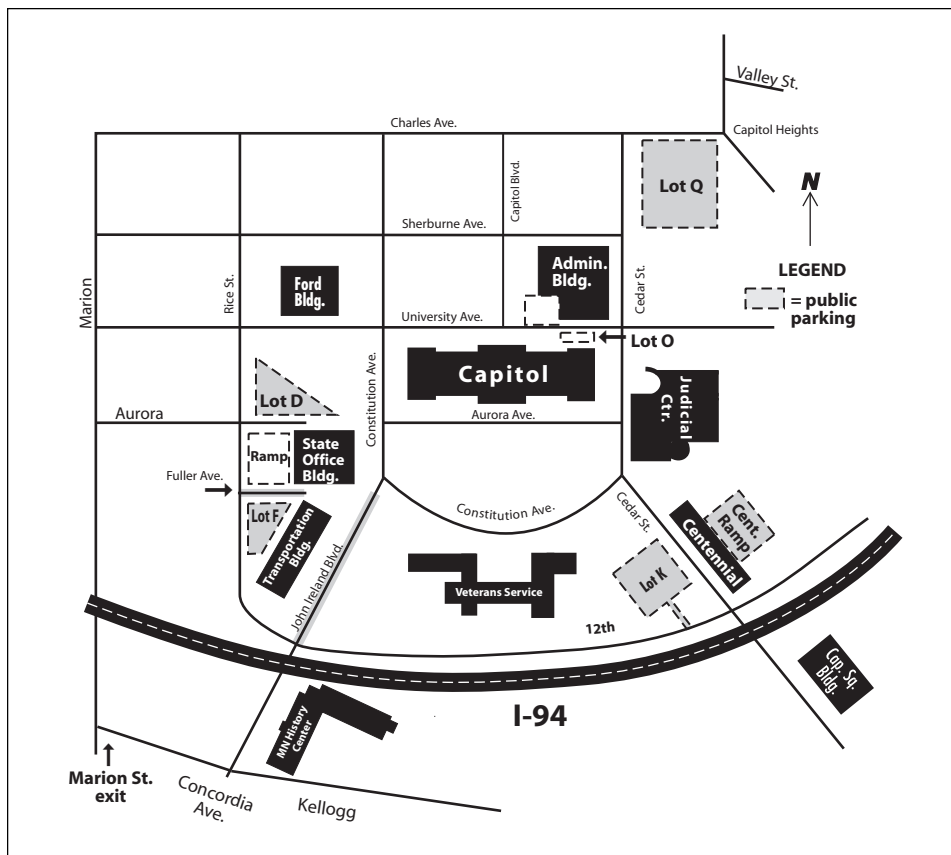 Valley St.
Charles Ave.
Capitol Heights
Lot Q
Capitol Blvd.
N
Sherburne Ave.
Marion
Rice St.
Ford
Bldg.
Admin.
Bldg.
Cedar St.
LEGEND
= public
parking
University Ave.
Lot O
Constitution Ave.
Capitol
Judicial
Ctr.
Lot D
Aurora
Aurora Ave.
Ramp
State
Office
Bldg.
Fuller Ave.
Lot F
Transportation
Bldg.
John Ireland Blvd.
Constitution Ave.
Cedar St.
Cent.
Ramp
Centennial
Lot K
Veterans Service
12th
Cap. Sq.
Bldg.
I-94
MN History
Center
Marion St.
exit
Concordia
Ave.
Kellogg